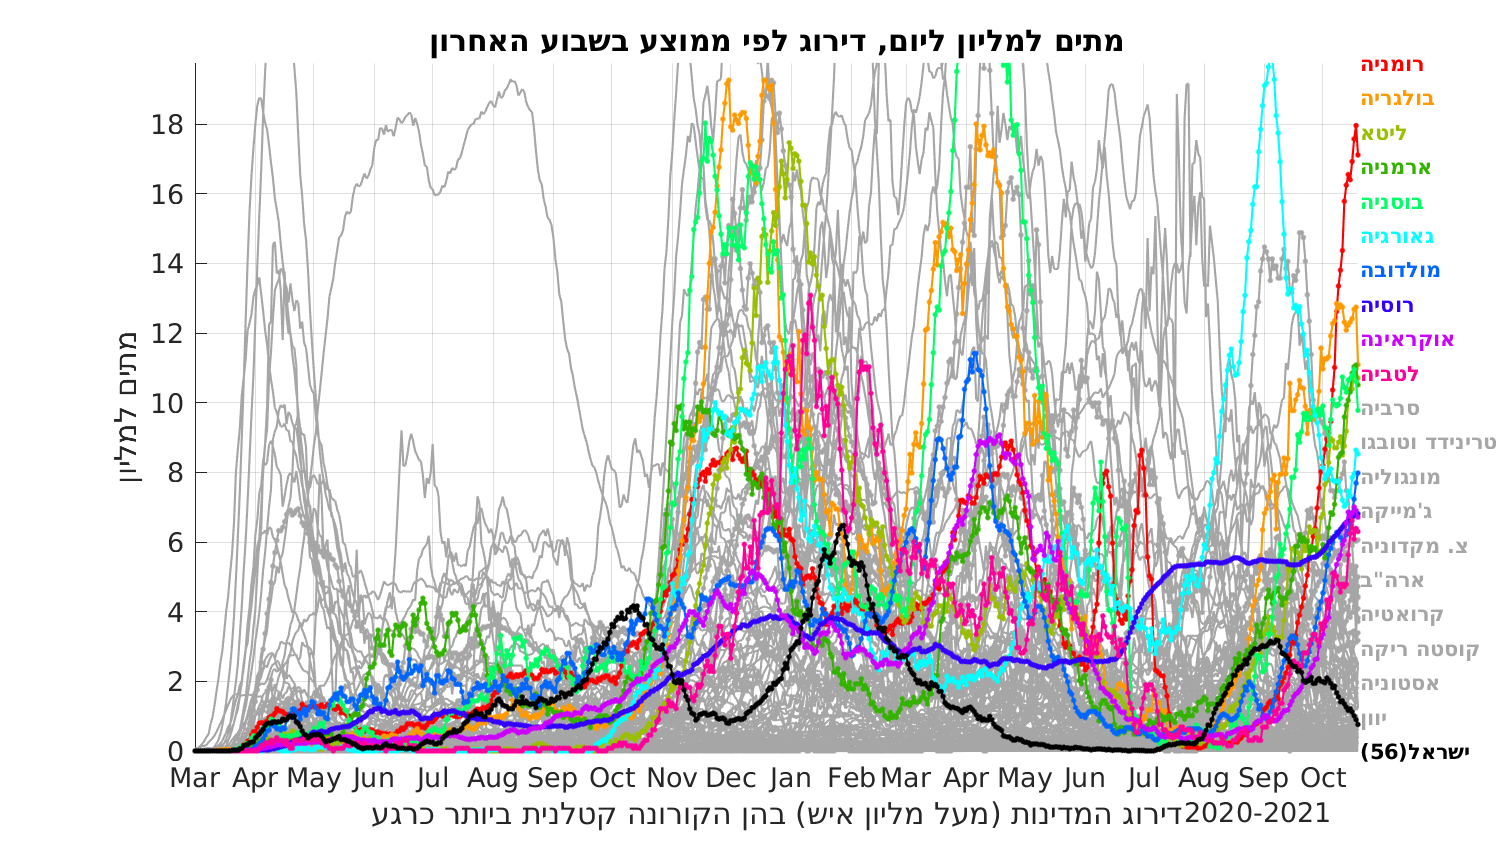 מתים למליון ליום, דירוג לפי ממוצע בשבוע האחרון
מתים למליון
18
16
14
12
10
8
6
4
2
0
Mar Apr May Jun Jul Aug Sep Oct Nov Dec Jan Feb Mar Apr May Jun Jul Aug Sep Oct
דירוג המדינות (מעל מליון איש) בהן הקורונה קטלנית ביותר כרגע 2020-2021
רומניה
בולגריה
ליטא
ארמניה
בוסניה
גאורגיה
מולדובה
רוסיה
אוקראינה
לטביה
סרביה
טרינידד וטובגו
מונגוליה
ג'מייקה
צ. מקדוניה
ארה"ב
קרואטיה
קוסטה ריקה
אסטוניה
יוון
ישראל(56)